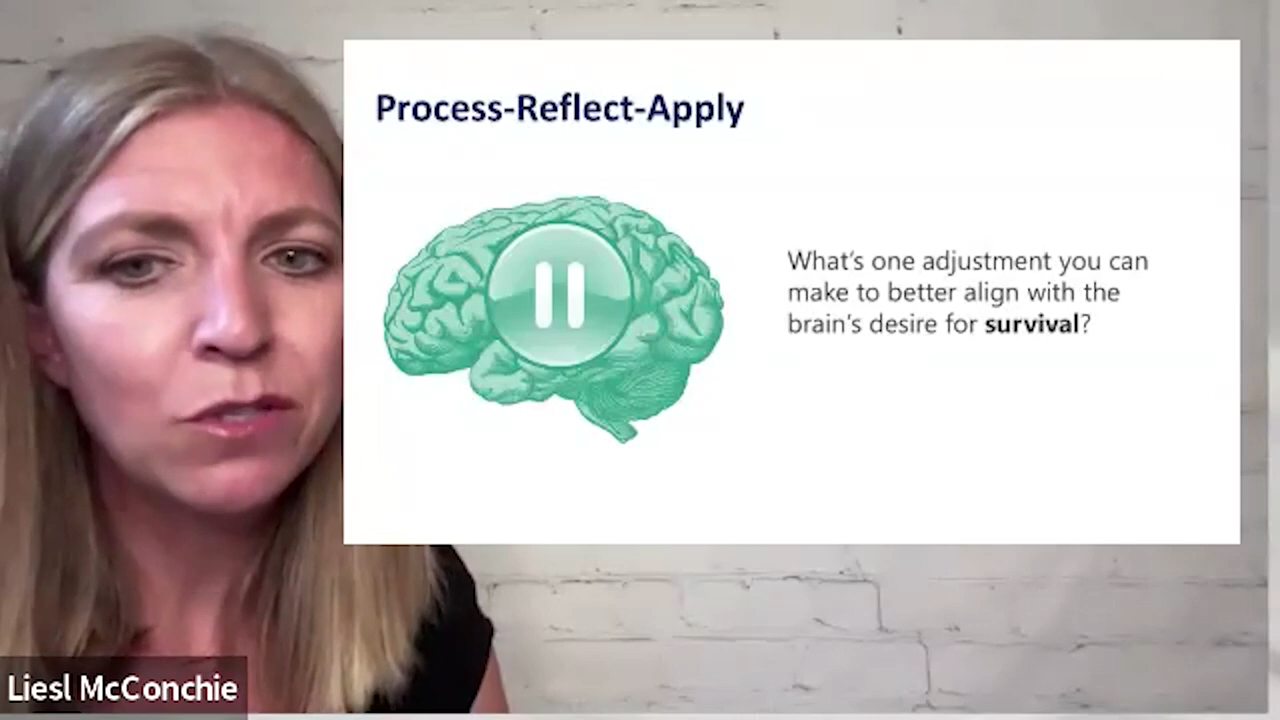 Process-Reflect-Apply
What's one adjustment you can
make to better align with the
brain's desire for survival?
Liesl McConchie